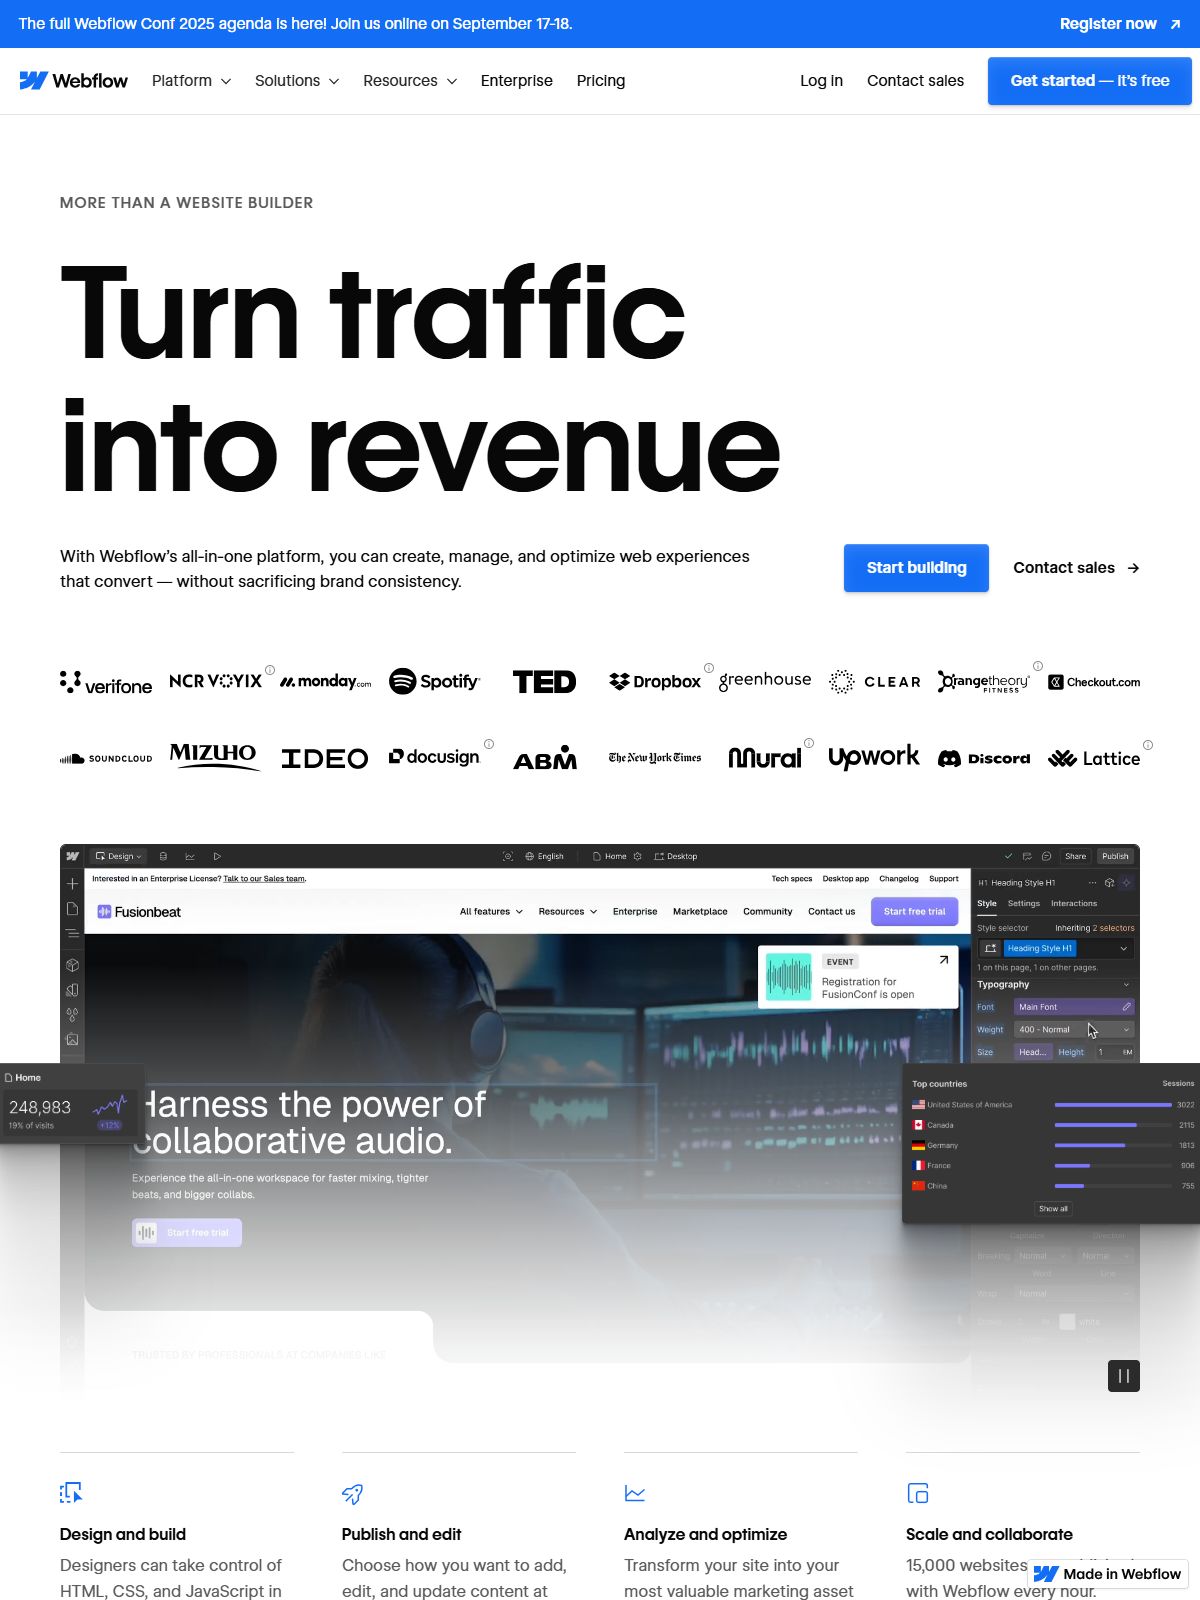 The full Webflow Conf 2025 agenda is here! Join us online on September 17-18.
Register now
Webflow
Platform
Solutions
Resources
Enterprise
Pricing
Log in
Contact sales
Get started — it's free
MORE THAN A WEBSITE BUILDER
Turn traffic
into revenue
With Webflow's all-in-one platform, you can create, manage, and optimize web experiences
that convert — without sacrificing brand consistency.
Start building
Contact sales
verifone
NCR VOYIX
monday.com
Spotify
TED
Dropbox
greenhouse
CLEAR
Orangetheory
FITNESS
Checkout.com
SOUNDCLOUD
MIZUHO
IDEO
docusign
ABM
The New York Times
Mural
Upwork
Discord
Lattice
Design
English
Home
Desktop
Share
Publish
Interested in an Enterprise License? Talk to our Sales team.
Tech specs
Desktop app
Changelog
Support
Fusionbeat
All features
Resources
Enterprise
Marketplace
Community
Contact us
Start free trial
EVENT
Registration for
FusionConf is open
H1 Heading Style H1
Style
Settings
Interactions
Style selector
Inheriting 2 selectors
Heading Style H1
1 on this page, 1 on other pages.
Typography
Font
Main Font
Weight
400 - Normal
Size
Head...
Height
1
EM
Home
248,983
19% of visits
+12%
Harness the power of
collaborative audio.
Experience the all-in-one workspace for faster mixing, tighter
beats, and bigger collabs.
Start free trial
Top countries
Sessions
United States of America
3022
Canada
2115
Germany
1813
France
906
China
755
Show all
Capitalize
Direction
Breaking
Normal
Normal
Word
Line
Wrap
Normal
Stroke
white
TRUSTED BY PROFESSIONALS AT COMPANIES LIKE
Design and build
Designers can take control of
HTML, CSS, and JavaScript in
Publish and edit
Choose how you want to add,
edit, and update content at
Analyze and optimize
Transform your site into your
most valuable marketing asset
Scale and collaborate
15,000 websites
with Webflow every hour.
Made in Webflow